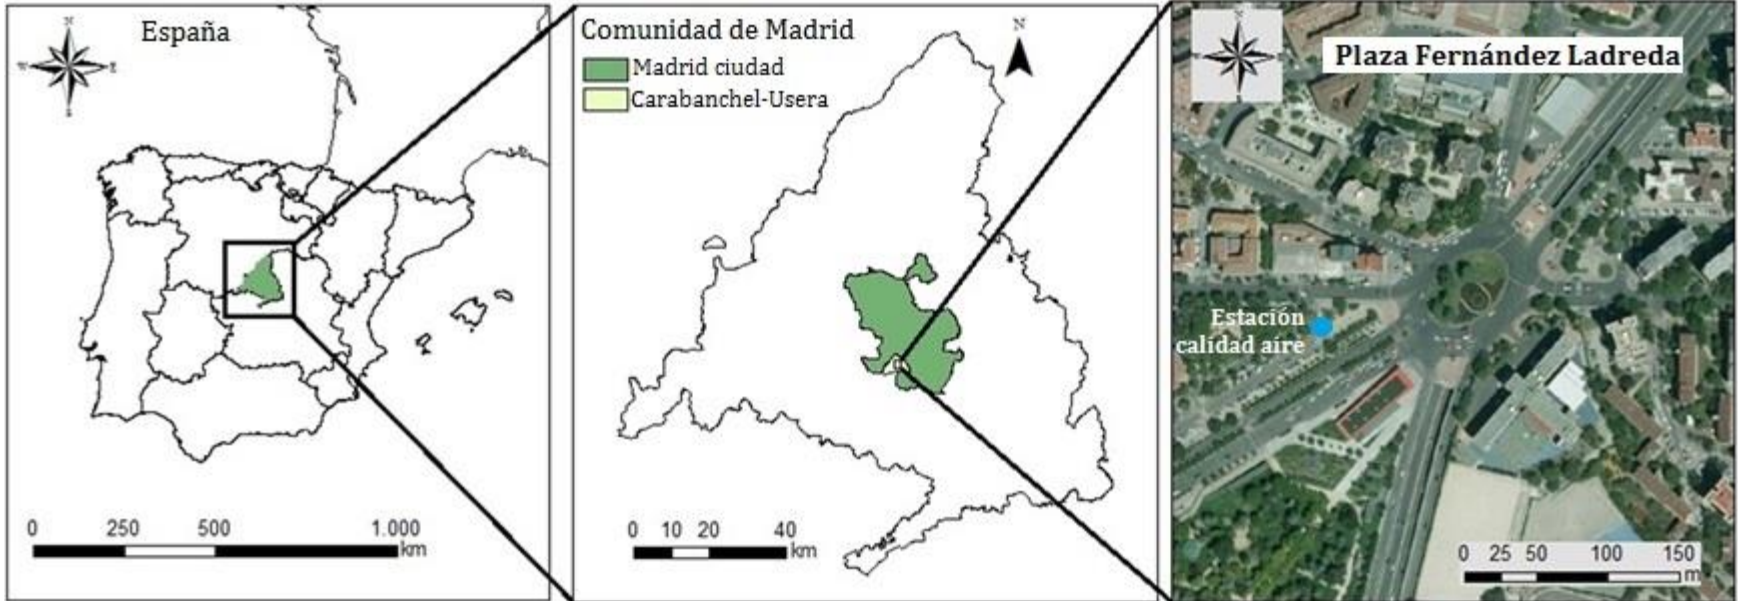 España
0 250 500 1.000
km
Comunidad de Madrid
Madrid ciudad
Carabanchel-Usera
N
0 10 20 40
km
Plaza Fernández Ladreda
Estación
calidad aire
0 25 50 100 150
m